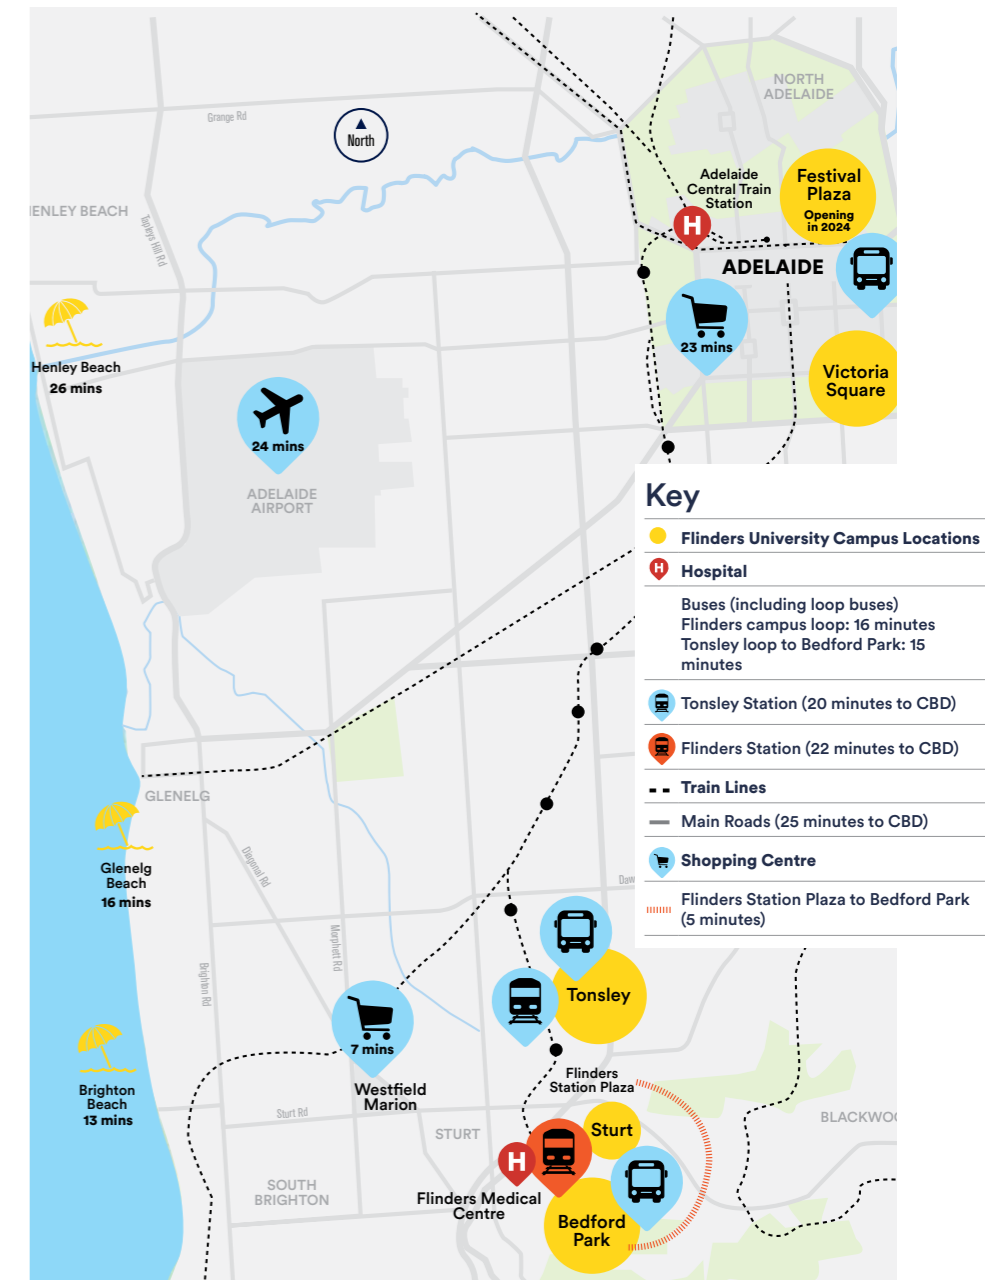 NORTH
ADELAIDE
Grange Rd
North
Adelaide
Central Train
Station
Festival
Plaza
Opening
in 2024
HENLEY BEACH
Tapleys Hill Rd
H
ADELAIDE
23 mins
Henley Beach
26 mins
Victoria
Square
24 mins
ADELAIDE
AIRPORT
Key
Flinders University Campus Locations
H
Hospital
Buses (including loop buses)
Flinders campus loop: 16 minutes
Tonsley loop to Bedford Park: 15
minutes
Tonsley Station (20 minutes to CBD)
Flinders Station (22 minutes to CBD)
Train Lines
Main Roads (25 minutes to CBD)
Shopping Centre
Flinders Station Plaza to Bedford Park
(5 minutes)
GLENELG
Glenelg
Beach
16 mins
Diagonal Rd
Daw
Morphett Rd
Brighton Rd
Tonsley
7 mins
Westfield
Marion
Flinders
Station Plaza
Brighton
Beach
13 mins
Sturt Rd
STURT
Sturt
BLACKWOO
H
Flinders Medical
Centre
SOUTH
BRIGHTON
Bedford
Park